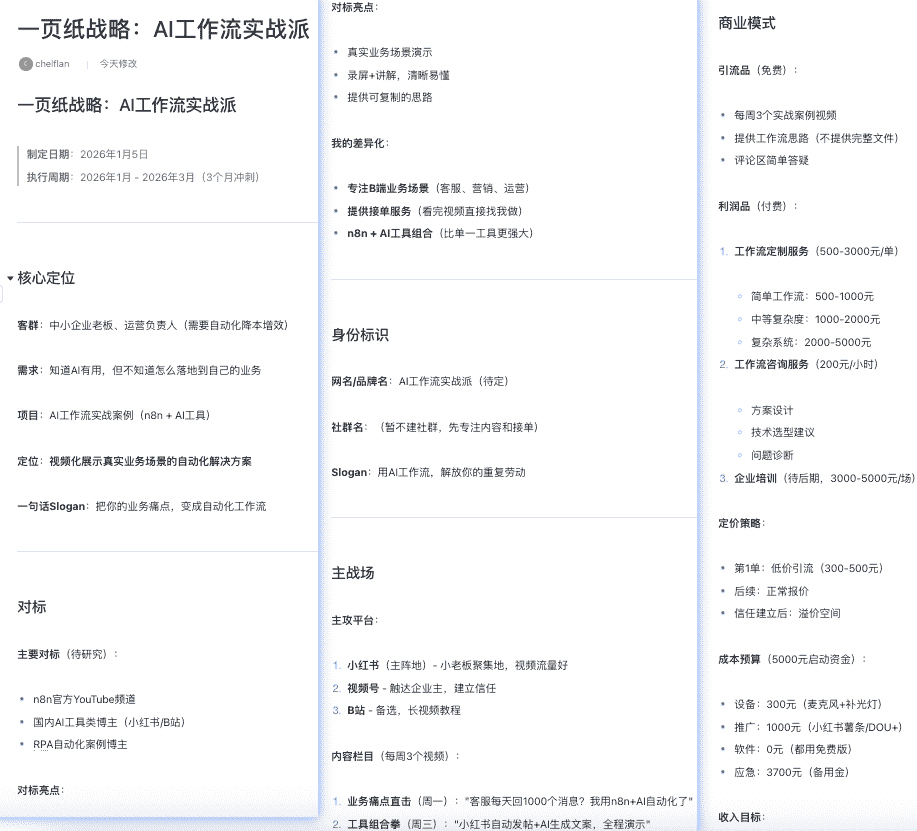 一页纸战略：AI工作流实战派
chelflan
今天修改
一页纸战略：AI工作流实战派
制定日期：2026年1月5日
执行周期：2026年1月 - 2026年3月（3个月冲刺）
核心定位
客群：中小企业老板、运营负责人（需要自动化降本增效）
需求：知道AI有用，但不知道怎么落地到自己的业务
项目：AI工作流实战案例（n8n + AI工具）
定位：视频化展示真实业务场景的自动化解决方案
一句话Slogan：把你的业务痛点，变成自动化工作流
对标
主要对标（待研究）：
• n8n官方YouTube频道
• 国内AI工具类博主（小红书/B站）
• RPA自动化案例博主
对标亮点：
对标亮点：
• 真实业务场景演示
• 录屏+讲解，清晰易懂
• 提供可复制的思路
我的差异化：
• 专注B端业务场景（客服、营销、运营）
• 提供接单服务（看完视频直接找我做）
• n8n + AI工具组合（比单一工具更强大）
身份标识
网名/品牌名：AI工作流实战派（待定）
社群名：（暂不建社群，先专注内容和接单）
Slogan：用AI工作流，解放你的重复劳动
主战场
主攻平台：
1. 小红书（主阵地）- 小老板聚集地，视频流量好
2. 视频号 - 触达企业主，建立信任
3. B站 - 备选，长视频教程
内容栏目（每周3个视频）：
1. 业务痛点直击（周一）："客服每天回1000个消息？我用n8n+AI自动化了"
2. 工具组合拳（周三）："小红书自动发帖+AI生成文案，全程演示"
商业模式
引流品（免费）：
• 每周3个实战案例视频
• 提供工作流思路（不提供完整文件）
• 评论区简单答疑
利润品（付费）：
1. 工作流定制服务（500-3000元/单）
◦ 简单工作流：500-1000元
◦ 中等复杂度：1000-2000元
◦ 复杂系统：2000-5000元
2. 工作流咨询服务（200元/小时）
◦ 方案设计
◦ 技术选型建议
◦ 问题诊断
3. 企业培训（待后期，3000-5000元/场）
定价策略：
• 第1单：低价引流（300-500元）
• 后续：正常报价
• 信任建立后：溢价空间
成本预算（5000元启动资金）：
• 设备：300元（麦克风+补光灯）
• 推广：1000元（小红书薯条/DOU+）
• 软件：0元（都用免费版）
• 应急：3700元（备用金）
收入目标：